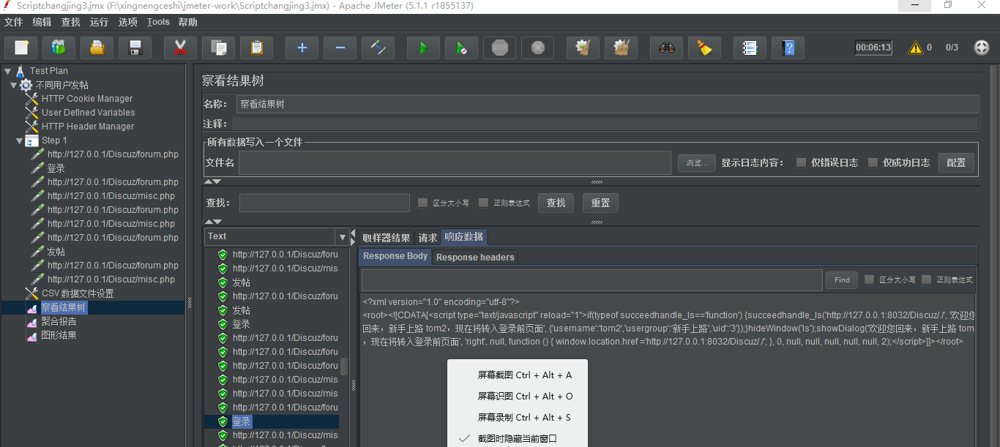 Scriptchangjing3.jmx (F:\xingnengceshi\jmeter-work\Scriptchangjing3.jmx) - Apache JMeter (5.1.1 r1855137)
文件 编辑 查找 运行 选项 Tools 帮助
STOP
00:06:13 0 0/3 
Test Plan
不同用户发帖
HTTP Cookie Manager
User Defined Variables
HTTP Header Manager
Step 1
http://127.0.0.1/Discuz/forum.php
登录
http://127.0.0.1/Discuz/forum.php
http://127.0.0.1/Discuz/misc.php
http://127.0.0.1/Discuz/forum.php
http://127.0.0.1/Discuz/misc.php
http://127.0.0.1/Discuz/forum.php
发帖
http://127.0.0.1/Discuz/forum.php
http://127.0.0.1/Discuz/misc.php
CSV 数据文件设置
察看结果树
聚合报告
图形结果
察看结果树
名称： 察看结果树
注释：
所有数据写入一个文件
文件名 浏览... 显示日志内容： 仅错误日志 仅成功日志 配置
查找： 区分大小写 正则表达式 查找 重置
Text
http://127.0.0.1/Discuz/foru
http://127.0.0.1/Discuz/mis
发帖
http://127.0.0.1/Discuz/foru
发帖
登录
http://127.0.0.1/Discuz/foru
http://127.0.0.1/Discuz/foru
http://127.0.0.1/Discuz/foru
http://127.0.0.1/Discuz/mis
http://127.0.0.1/Discuz/mis
http://127.0.0.1/Discuz/foru
登录
http://127.0.0.1/Discuz/mis
http://127.0.0.1/Discuz/foru
取样器结果 请求 响应数据
Response Body Response headers
Find 区分大小写 正则表达式
<?xml version="1.0" encoding="utf-8"?>
<root><![CDATA[<script type="text/javascript" reload="1">if(typeof succeedhandle_ls=='function') {succeedhandle_ls('http://127.0.0.1:8032/Discuz/./', '欢迎您
回来，新手上路 tom2，现在将转入登录前页面', {'username':'tom2','usergroup':'新手上路','uid':'3'});}hideWindow('ls');showDialog('欢迎您回来，新手上路 tom
，现在将转入登录前页面', 'right', null, function () { window.location.href ='http://127.0.0.1:8032/Discuz/./'; }, 0, null, null, null, null, null, 2);</script>]]></root>
屏幕截图 Ctrl + Alt + A
屏幕识图 Ctrl + Alt + O
屏幕录制 Ctrl + Alt + S
截图时隐藏当前窗口